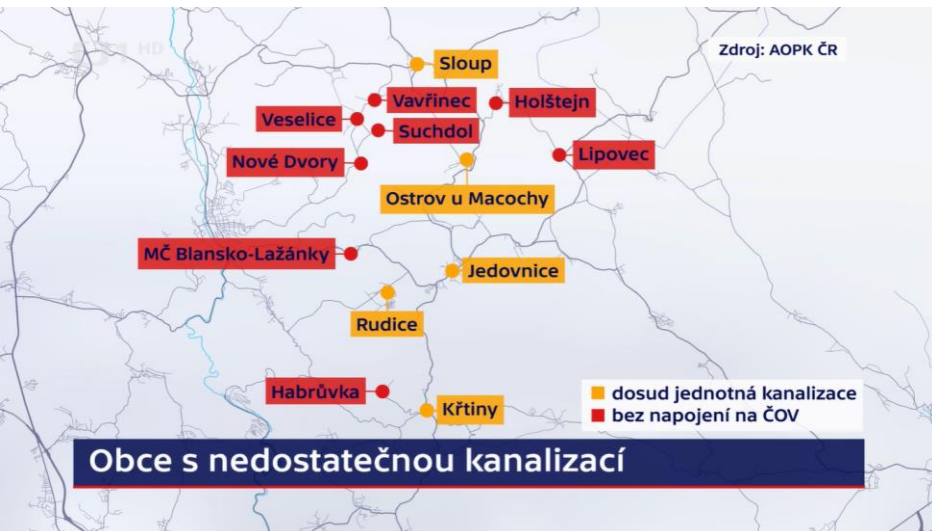 HD
Zdroj: AOPK ČR
Sloup
Vavřinec
Holštejn
Veselice
Suchdol
Nové Dvory
Lipovec
Ostrov u Macochy
MČ Blansko-Lažánky
Jedovnice
Rudice
Habrůvka
Křtiny
dosud jednotná kanalizace
bez napojení na ČOV
Obce s nedostatečnou kanalizací